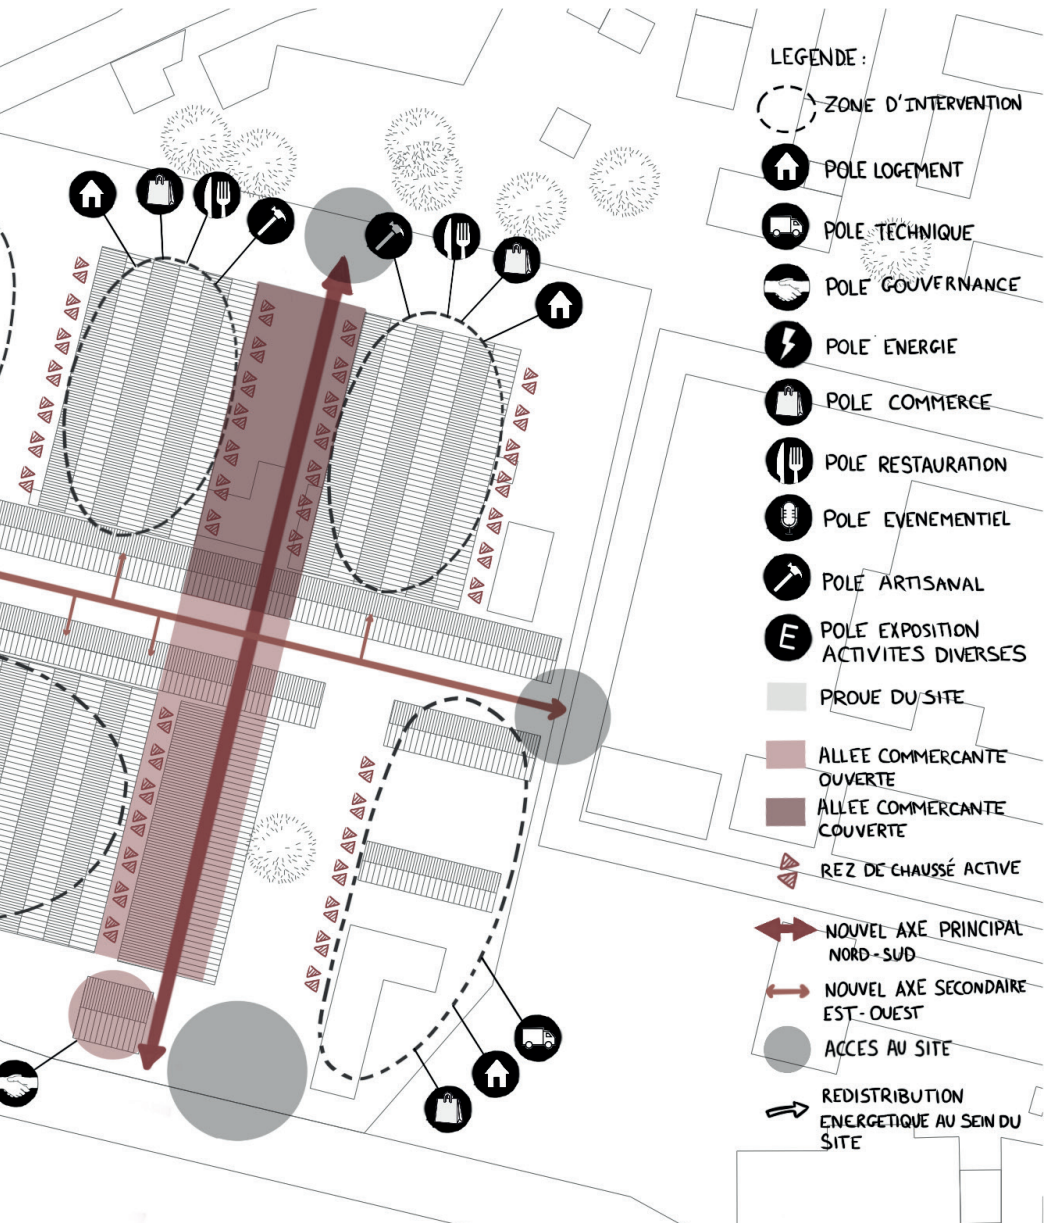 LEGENDE :
ZONE D'INTERVENTION
POLE LOGEMENT
POLE TECHNIQUE
POLE GOUVERNANCE
POLE ENERGIE
POLE COMMERCE
POLE RESTAURATION
POLE EVENEMENTIEL
POLE ARTISANAL
E
POLE EXPOSITION
ACTIVITES DIVERSES
PROUE DU SITE
ALLEE COMMERCANTE
OUVERTE
ALLEE COMMERCANTE
COUVERTE
REZ DE CHAUSSÉ ACTIVE
NOUVEL AXE PRINCIPAL
NORD-SUD
NOUVEL AXE SECONDAIRE
EST-OUEST
ACCES AU SITE
REDISTRIBUTION
ENERGETIQUE AU SEIN DU
SITE